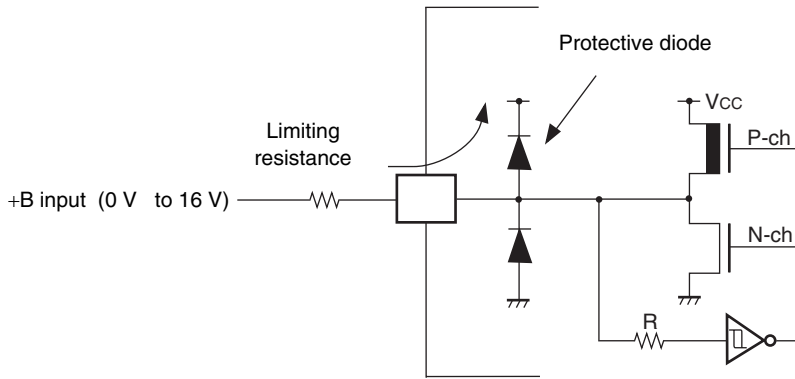 Protective diode
VCC
Limiting
resistance
P-ch
+B input (0 V to 16 V)
N-ch
R